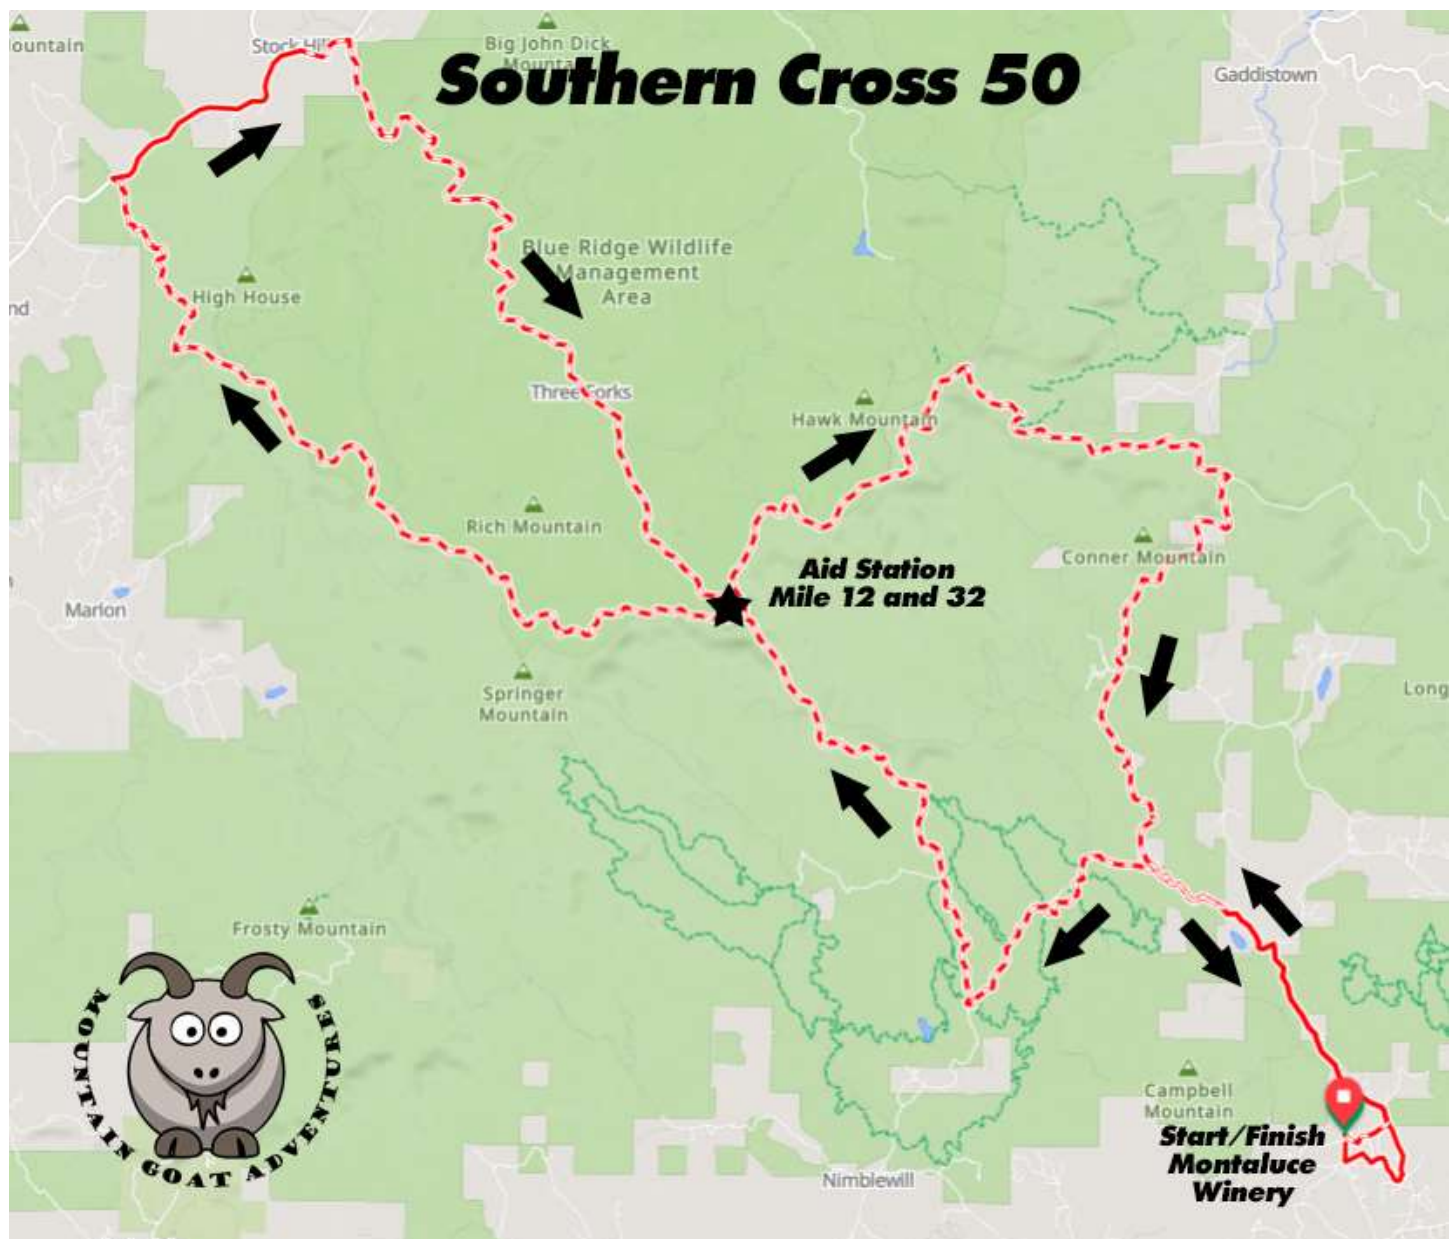 ountain
Stock Hill
Big John Dick
Mountain
Southern Cross 50
Gaddistown
Blue Ridge Wildlife
Management
Area
High House
nd
Three Forks
Hawk Mountain
Rich Mountain
Conner Mountain
Aid Station
Mile 12 and 32
Marion
Springer
Mountain
Long
Frosty Mountain
MOUNTAIN GOAT ADVENTURES
Campbell
Mountain
Start/Finish
Montaluce
Winery
Nimblewill